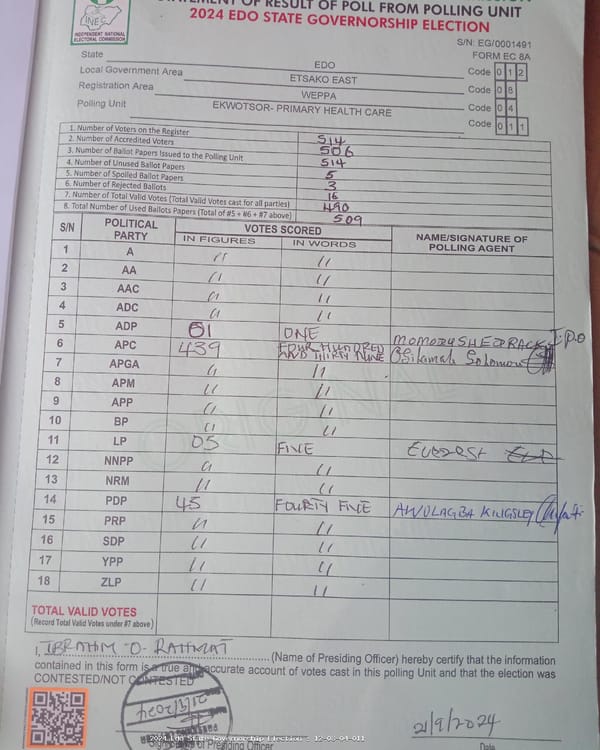 STATEMENT OF RESULT OF POLL FROM POLLING UNIT
2024 EDO STATE GOVERNORSHIP ELECTION
INEC
INDEPENDENT NATIONAL ELECTORAL COMMISSION
S/N: EG/0001491
FORM EC 8A
State EDO Code 0 1 2
Local Government Area ETSAKO EAST Code 0 8
Registration Area WEPPA Code 0 4
Polling Unit EKWOTSOR- PRIMARY HEALTH CARE Code 0 1 1
1. Number of Voters on the Register 514
2. Number of Accredited Voters 506
3. Number of Ballot Papers Issued to the Polling Unit 514
4. Number of Unused Ballot Papers 5
5. Number of Spoiled Ballot Papers 3
6. Number of Rejected Ballots 16
7. Number of Total Valid Votes (Total Valid Votes cast for all parties) 490
8. Total Number of Used Ballots Papers (Total of #5 + #6 + #7 above) 509
S/N POLITICAL PARTY VOTES SCORED NAME/SIGNATURE OF POLLING AGENT
IN FIGURES IN WORDS
1 A // //
2 AA // //
3 AAC // //
4 ADC // //
5 ADP 01 ONE MOMODU SHEDRACK
6 APC 439 FOUR HUNDRED AND THIRTY NINE Solomon
7 APGA // //
8 APM // //
9 APP // //
10 BP // //
11 LP 05 FIVE
12 NNPP // //
13 NRM // //
14 PDP 45 FOURTY FIVE AWULAGBA KINGSLEY
15 PRP // //
16 SDP // //
17 YPP // //
18 ZLP // //
TOTAL VALID VOTES
(Record Total Valid Votes under #7 above)
I, IBRAHIM O. RAHMAT (Name of Presiding Officer) hereby certify that the information
contained in this form is a true and accurate account of votes cast in this polling Unit and that the election was
CONTESTED/NOT CONTESTED
21/9/2024
2024 Edo State Governorship Election - 12-08-04-011
Signature of Presiding Officer
Date